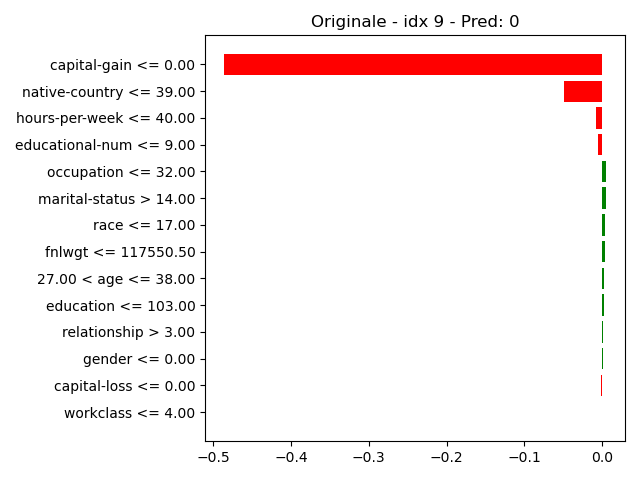 Originale - idx 9 - Pred: 0
capital-gain <= 0.00
native-country <= 39.00
hours-per-week <= 40.00
educational-num <= 9.00
occupation <= 32.00
marital-status > 14.00
race <= 17.00
fnlwgt <= 117550.50
27.00 < age <= 38.00
education <= 103.00
relationship > 3.00
gender <= 0.00
capital-loss <= 0.00
workclass <= 4.00
−0.5 −0.4 −0.3 −0.2 −0.1 0.0